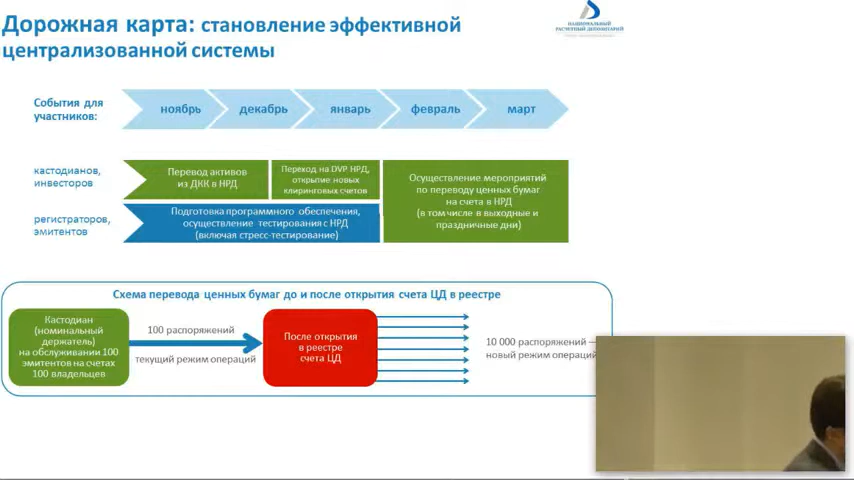 Дорожная карта: становление эффективной
централизованной системы
НАЦИОНАЛЬНЫЙ
РАСЧЕТНЫЙ ДЕПОЗИТАРИЙ
События для
участников:
ноябрь
декабрь
январь
февраль
март
кастодианов,
инвесторов
Перевод активов
из ДКК в НРД
Переход на DVP НРД,
открытие новых
клиринговых счетов
Осуществление мероприятий
по переводу ценных бумаг
на счета в НРД
(в том числе в выходные и
праздничные дни)
регистраторов,
эмитентов
Подготовка программного обеспечения,
осуществление тестирования с НРД
(включая стресс-тестирование)
Схема перевода ценных бумаг до и после открытия счета ЦД в реестре
Кастодиан
(номинальный
держатель)
на обслуживании 100
эмитентов на счетах
100 владельцев
100 распоряжений
текущий режим операций
После открытия
в реестре
счета ЦД
10 000 распоряжений —
новый режим операций